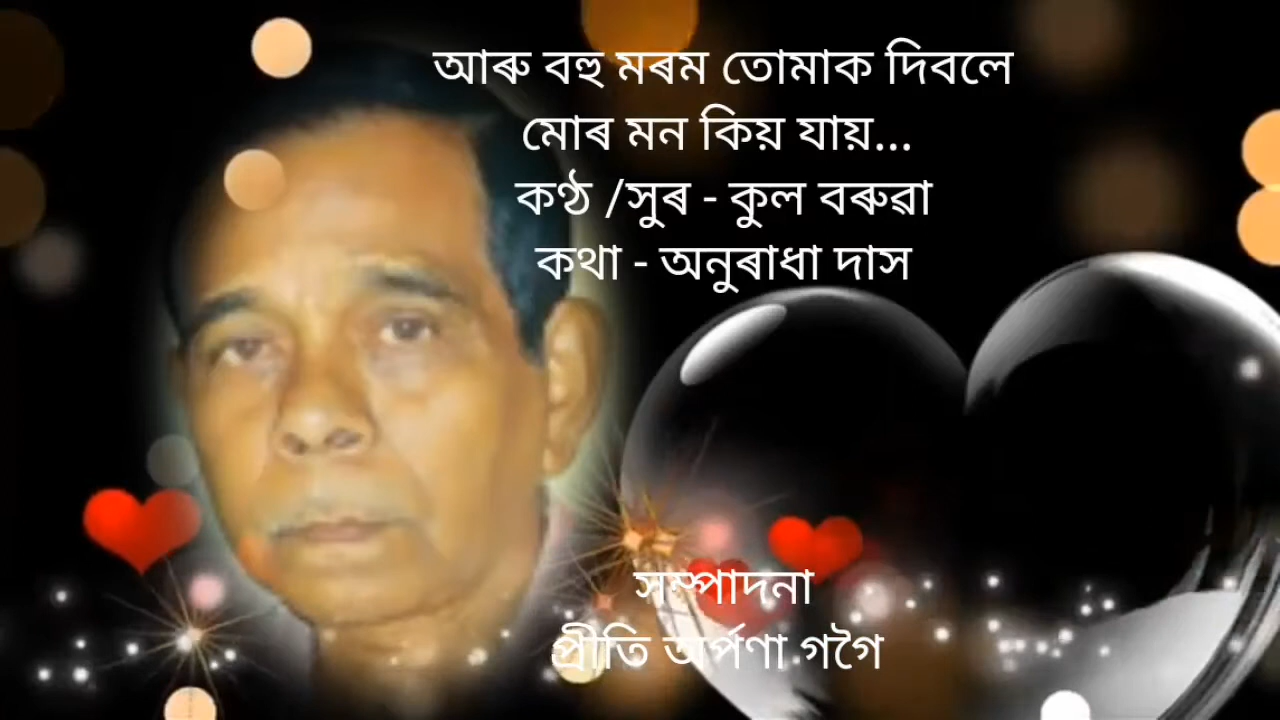 আৰু বহু মৰম তোমাক দিবলে
মোৰ মন কিয় যায়...
কণ্ঠ /সুৰ - কুল বৰুৱা
কথা - অনুৰাধা দাস
সম্পাদনা
প্ৰীতি অৰ্পণা গগৈ